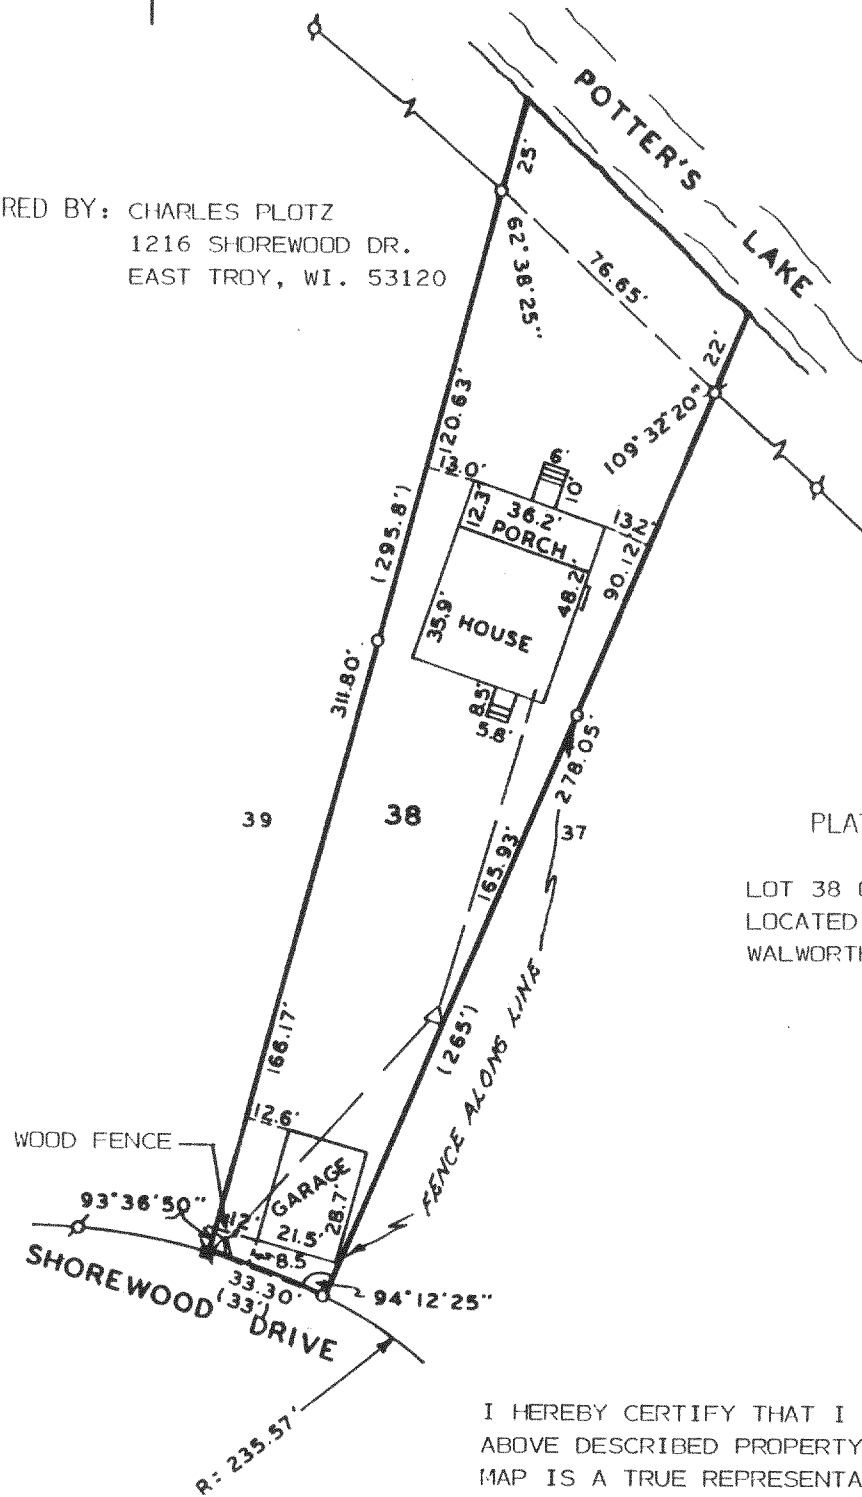 POTTER'S LAKE
25'
RED BY: CHARLES PLOTZ
1216 SHOREWOOD DR.
EAST TROY, WI. 53120
62°38'25"
76.65'
22'
109°32'20"
120.63'
13.0'
6'
10'
12.3'
36.2'
PORCH
13.2'
90.12'
(295.8')
48.2'
35.9'
HOUSE
311.80'
8.5'
5.8'
278.05'
39
38
37
PLA
165.93'
LOT 38
LOCATED
WALWORTH
166.17'
(265')
FENCE ALONG LINE
12.6'
WOOD FENCE
GARAGE
28.7'
93°36'50"
12'
21.5'
8.5
33.30'
(33')
94°12'25"
SHOREWOOD DRIVE
R= 235.57'
I HEREBY CERTIFY THAT I
ABOVE DESCRIBED PROPERTY
MAP IS A TRUE REPRESENTA